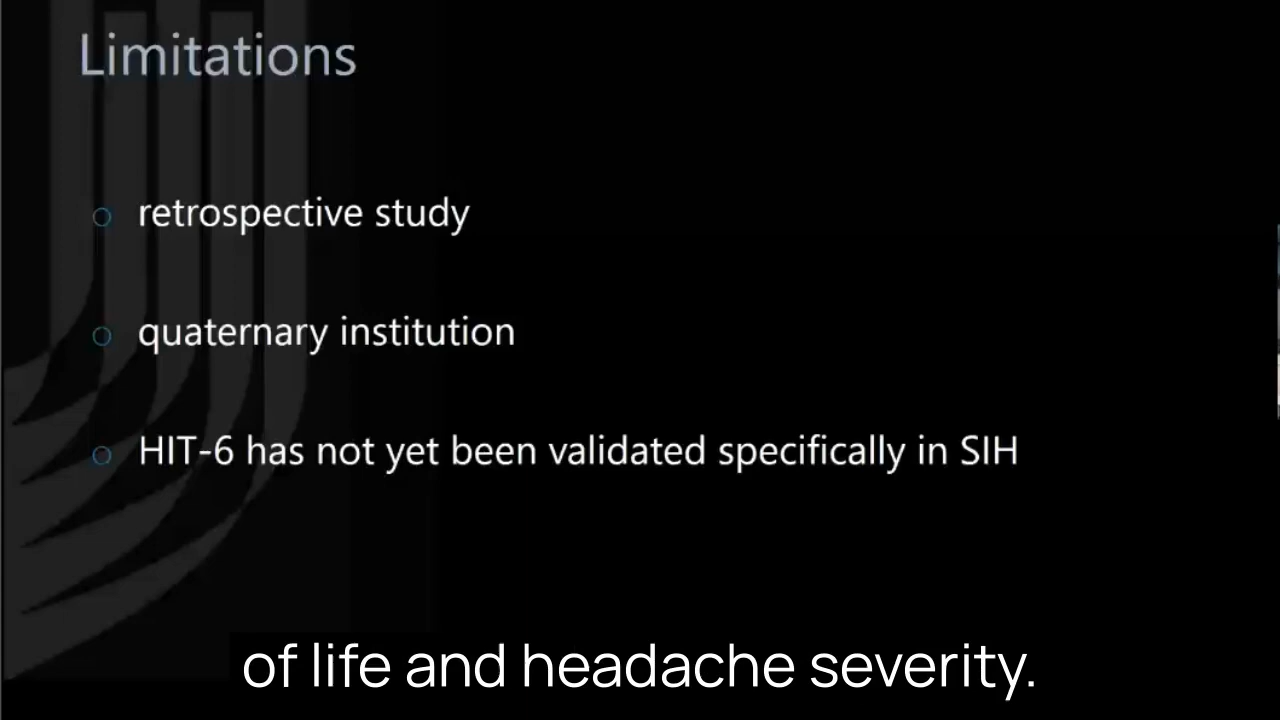 Limitations
retrospective study
quaternary institution
HIT-6 has not yet been validated specifically in SIH
of life and headache severity.